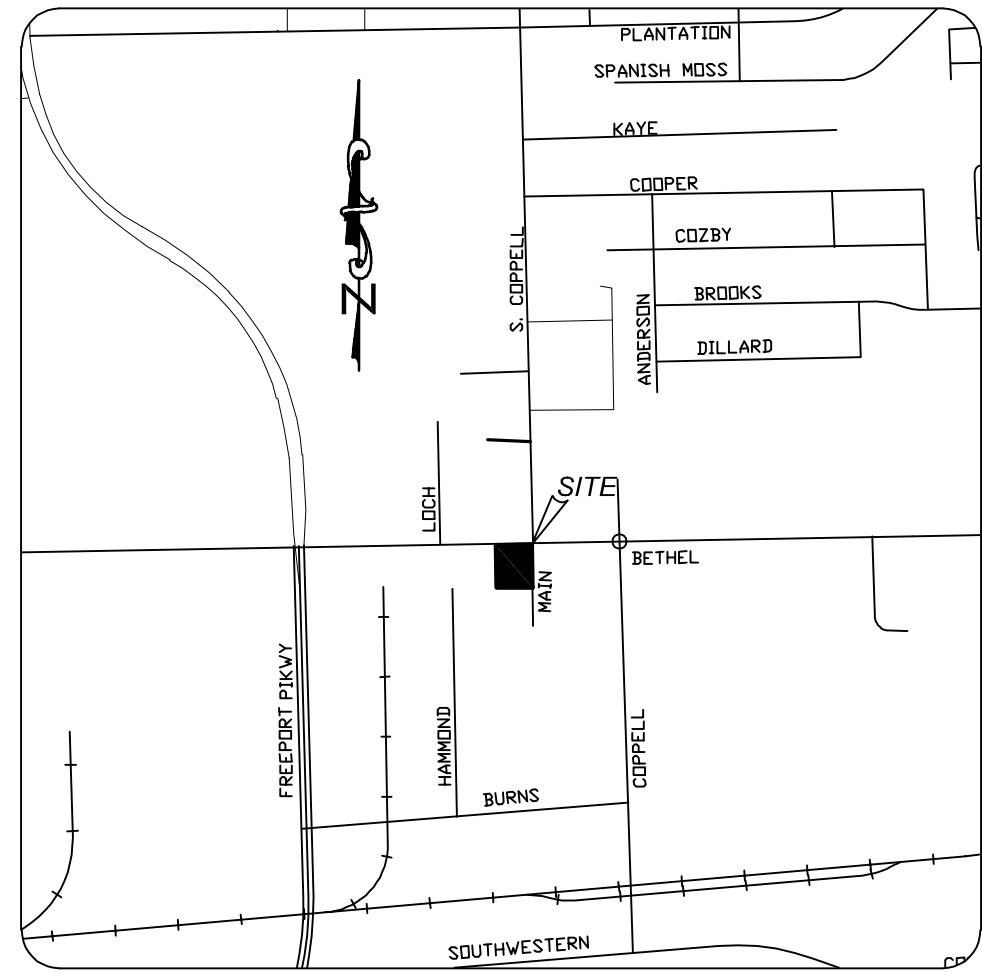 PLANTATION
SPANISH MOSS
KAYE
COOPER
COZBY
S. COPPELL
BROOKS
ANDERSON
DILLARD
N
LOCH
SITE
BETHEL
MAIN
FREEPORT PIKWY
HAMMOND
COPPELL
BURNS
SOUTHWESTERN